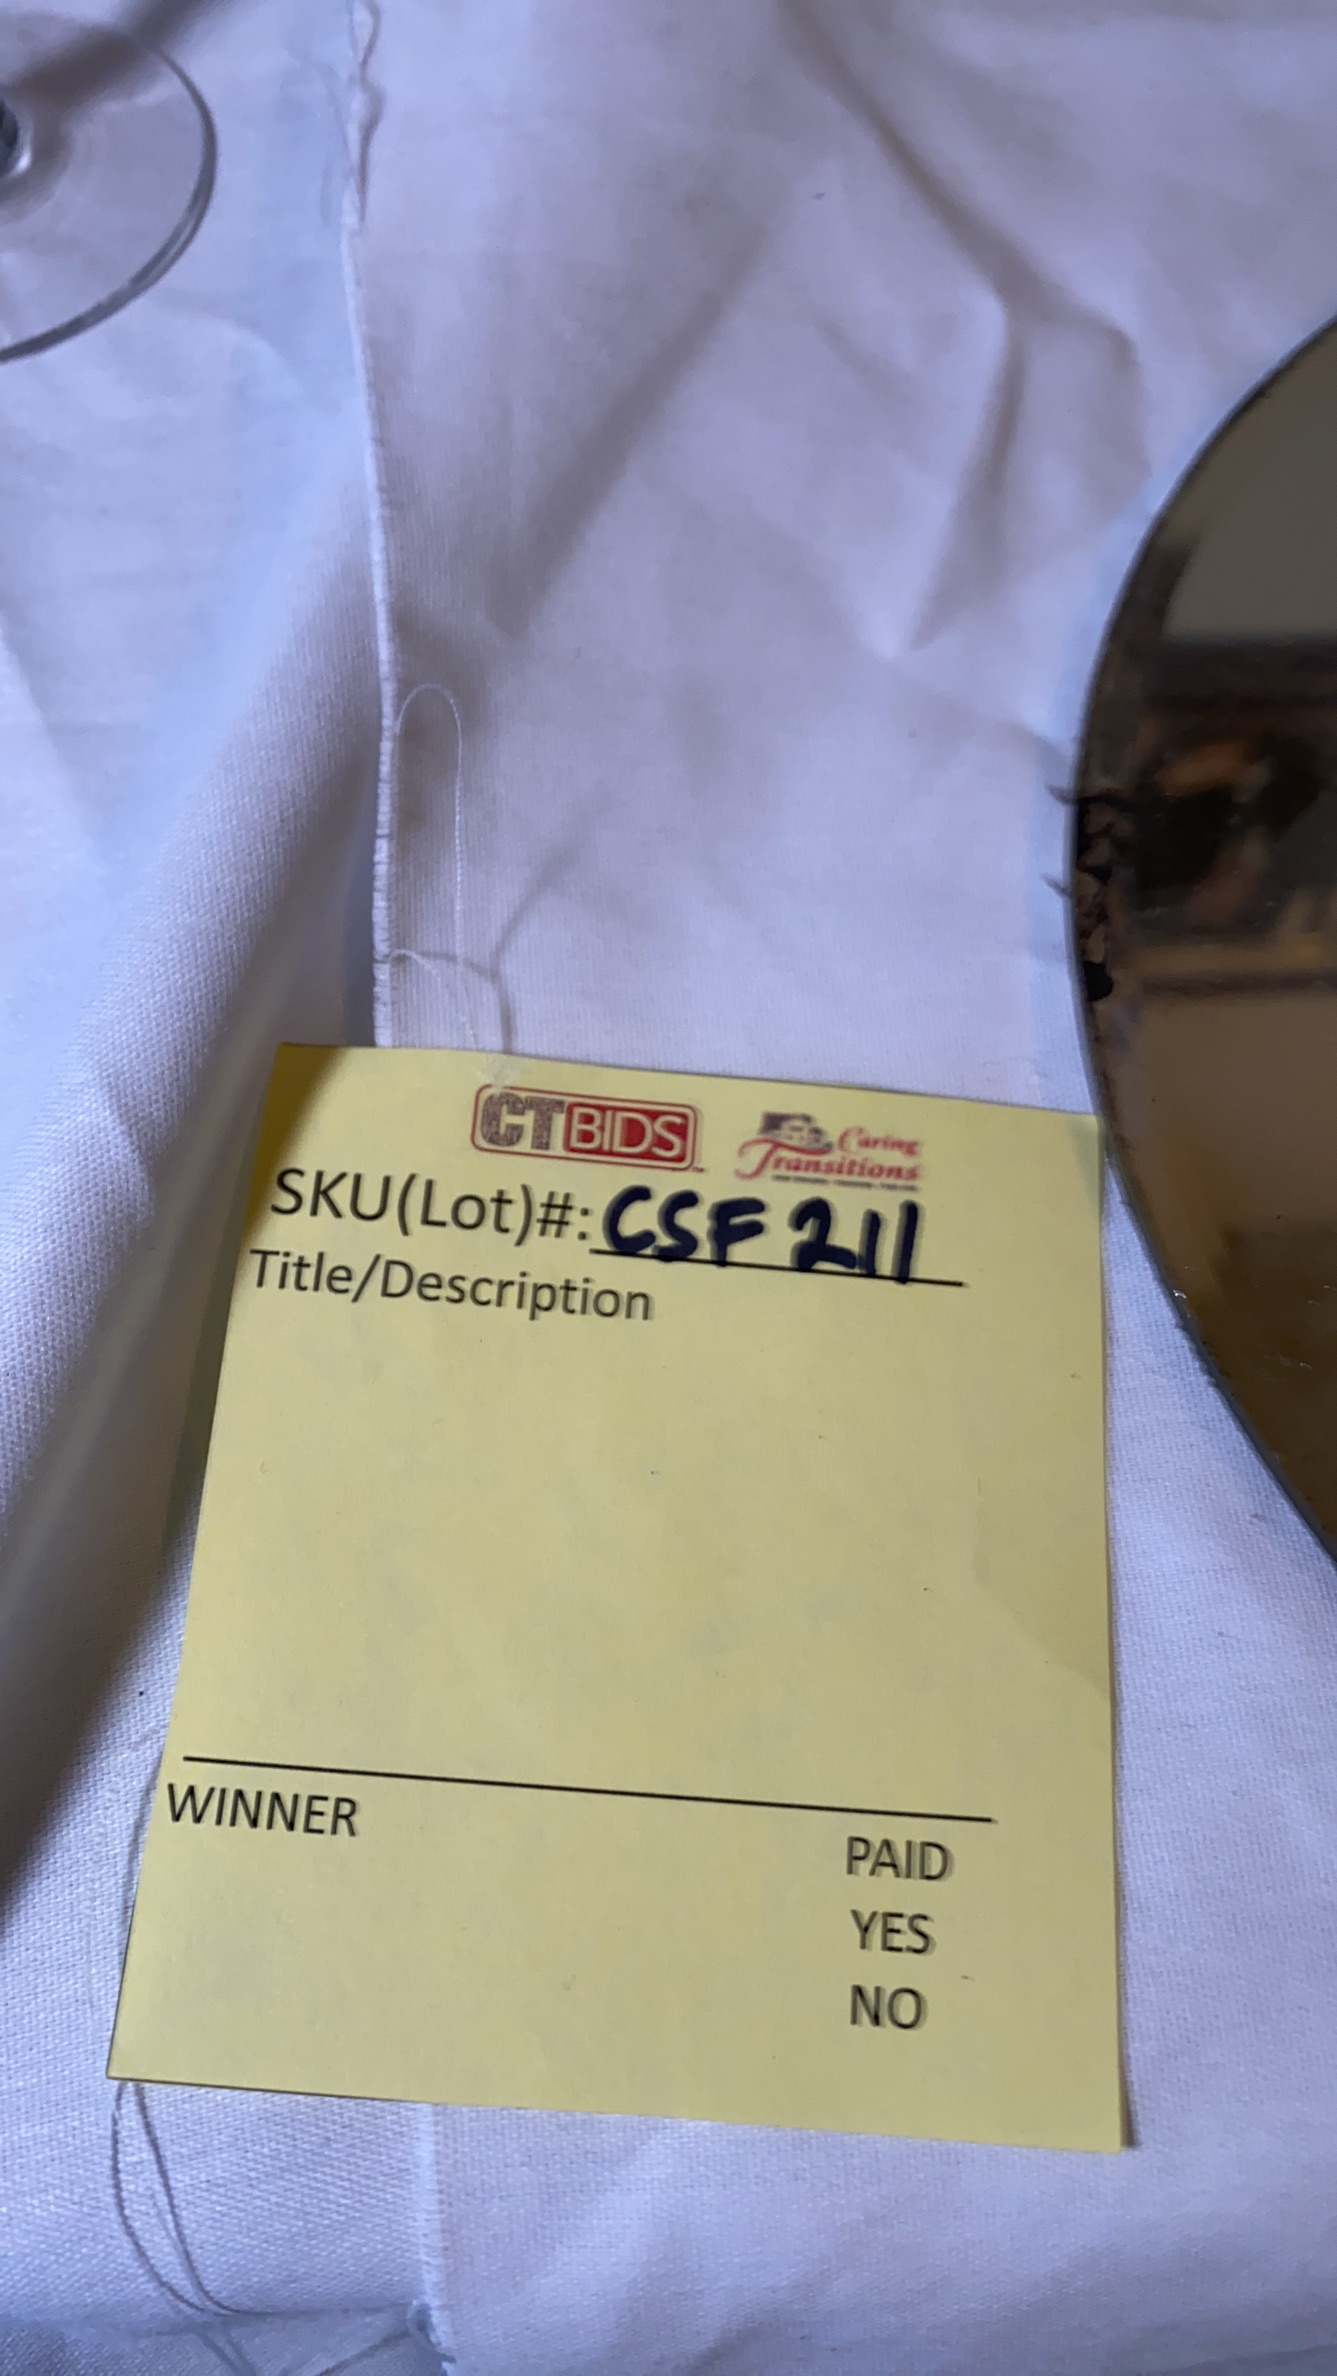 CTBIDS
Caring
Transitions
SKU(Lot)#: CSF211
Title/Description
WINNER
PAID
YES
NO